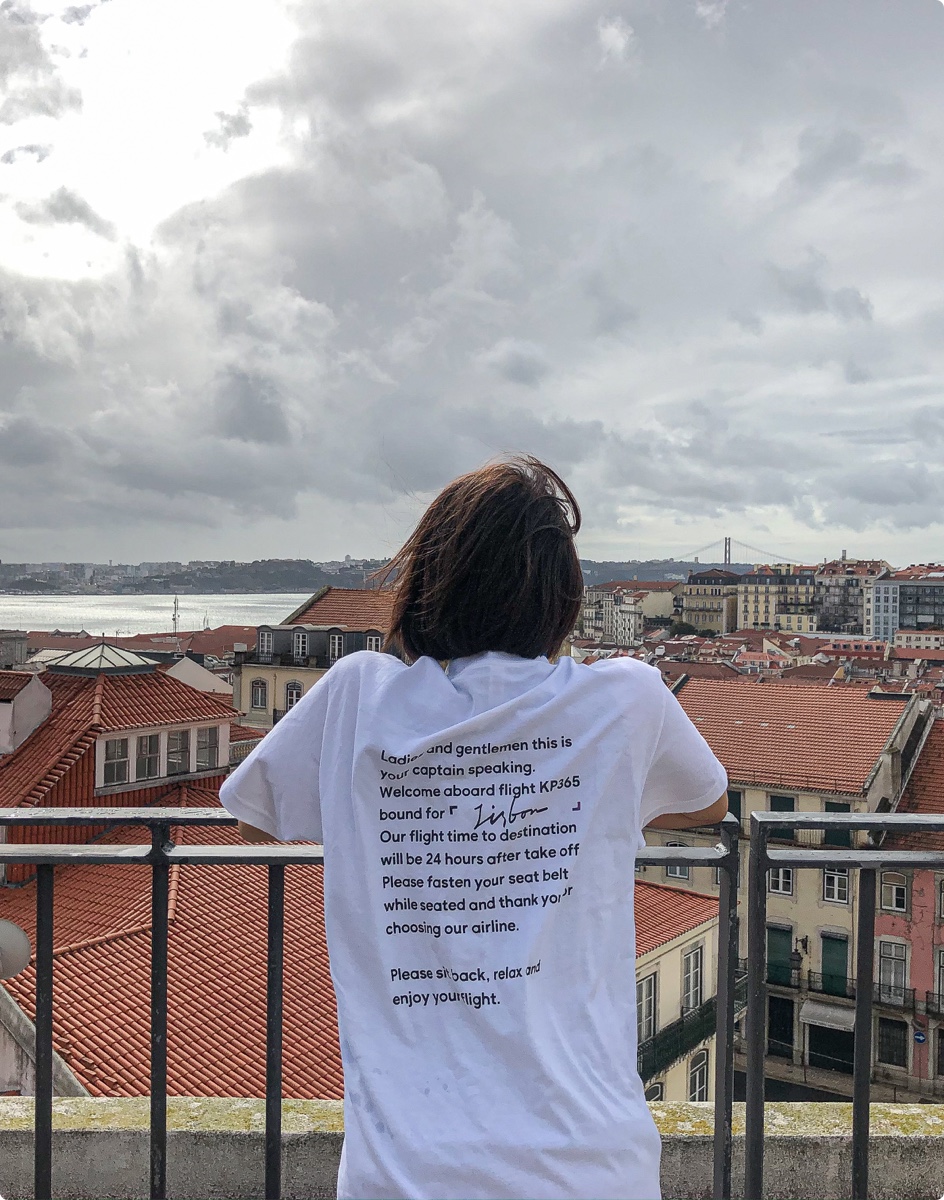 Ladies and gentlemen this is
your captain speaking.
Welcome aboard flight KP365
bound for「 Lisbon 」
Our flight time to destination
will be 24 hours after take off
Please fasten your seat belt
while seated and thank you for
choosing our airline.
Please sit back, relax and
enjoy your flight.